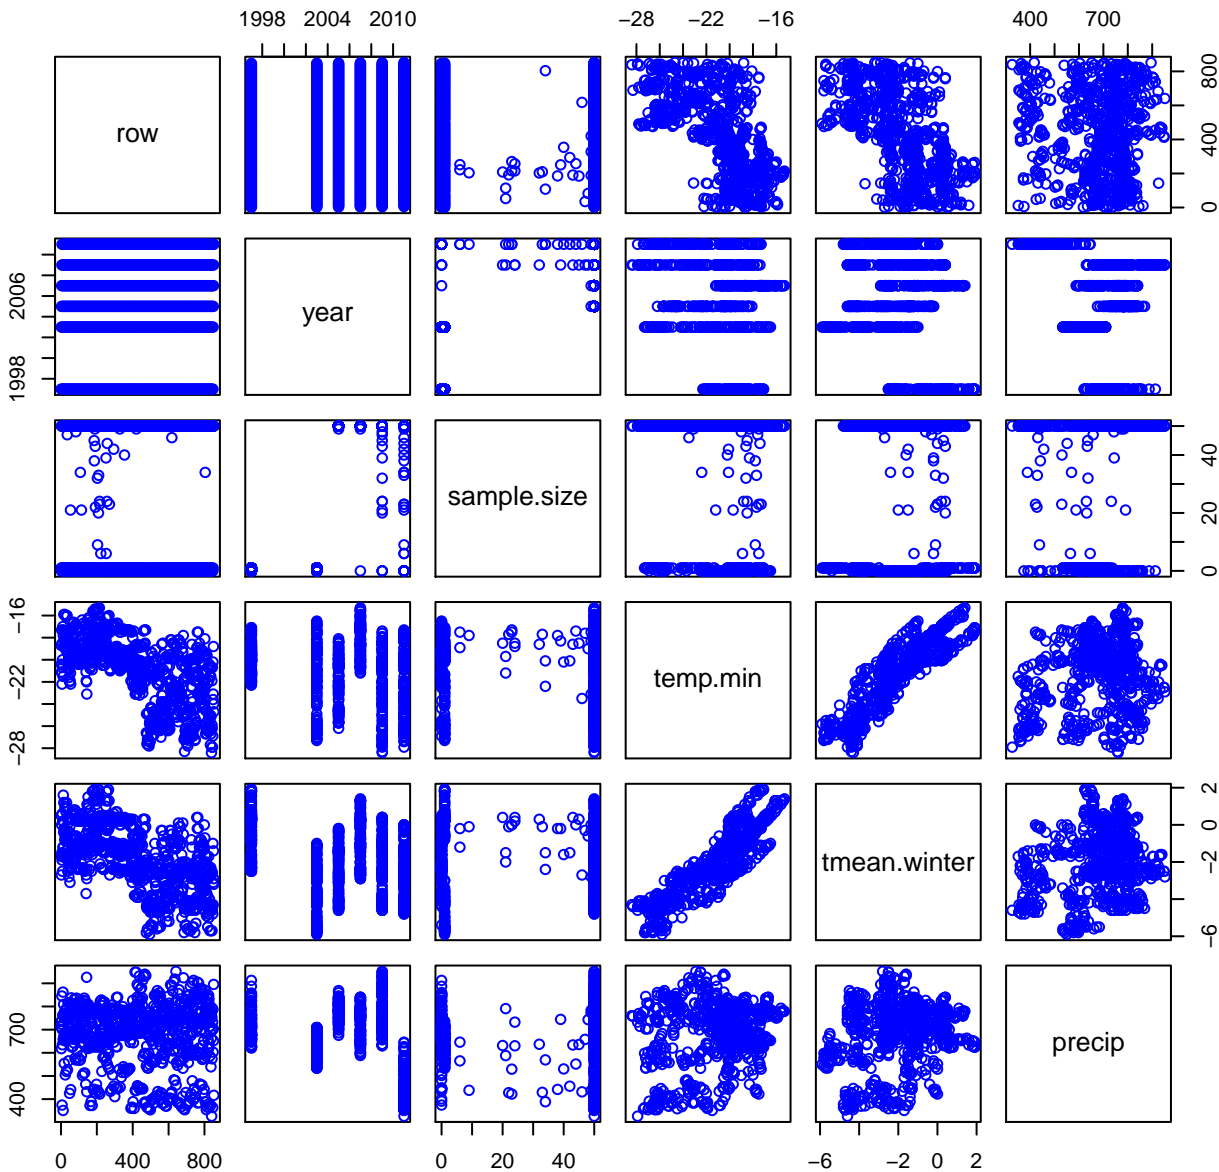 1998 2004 2010 -28 -22 -16 400 700
row 0 400 800
1998 2006 year
sample.size 0 20 40
-28 -22 -16 temp.min
tmean.winter -6 -4 -2 0 2
400 700 precip
0 400 800 0 20 40 -6 -2 0 2